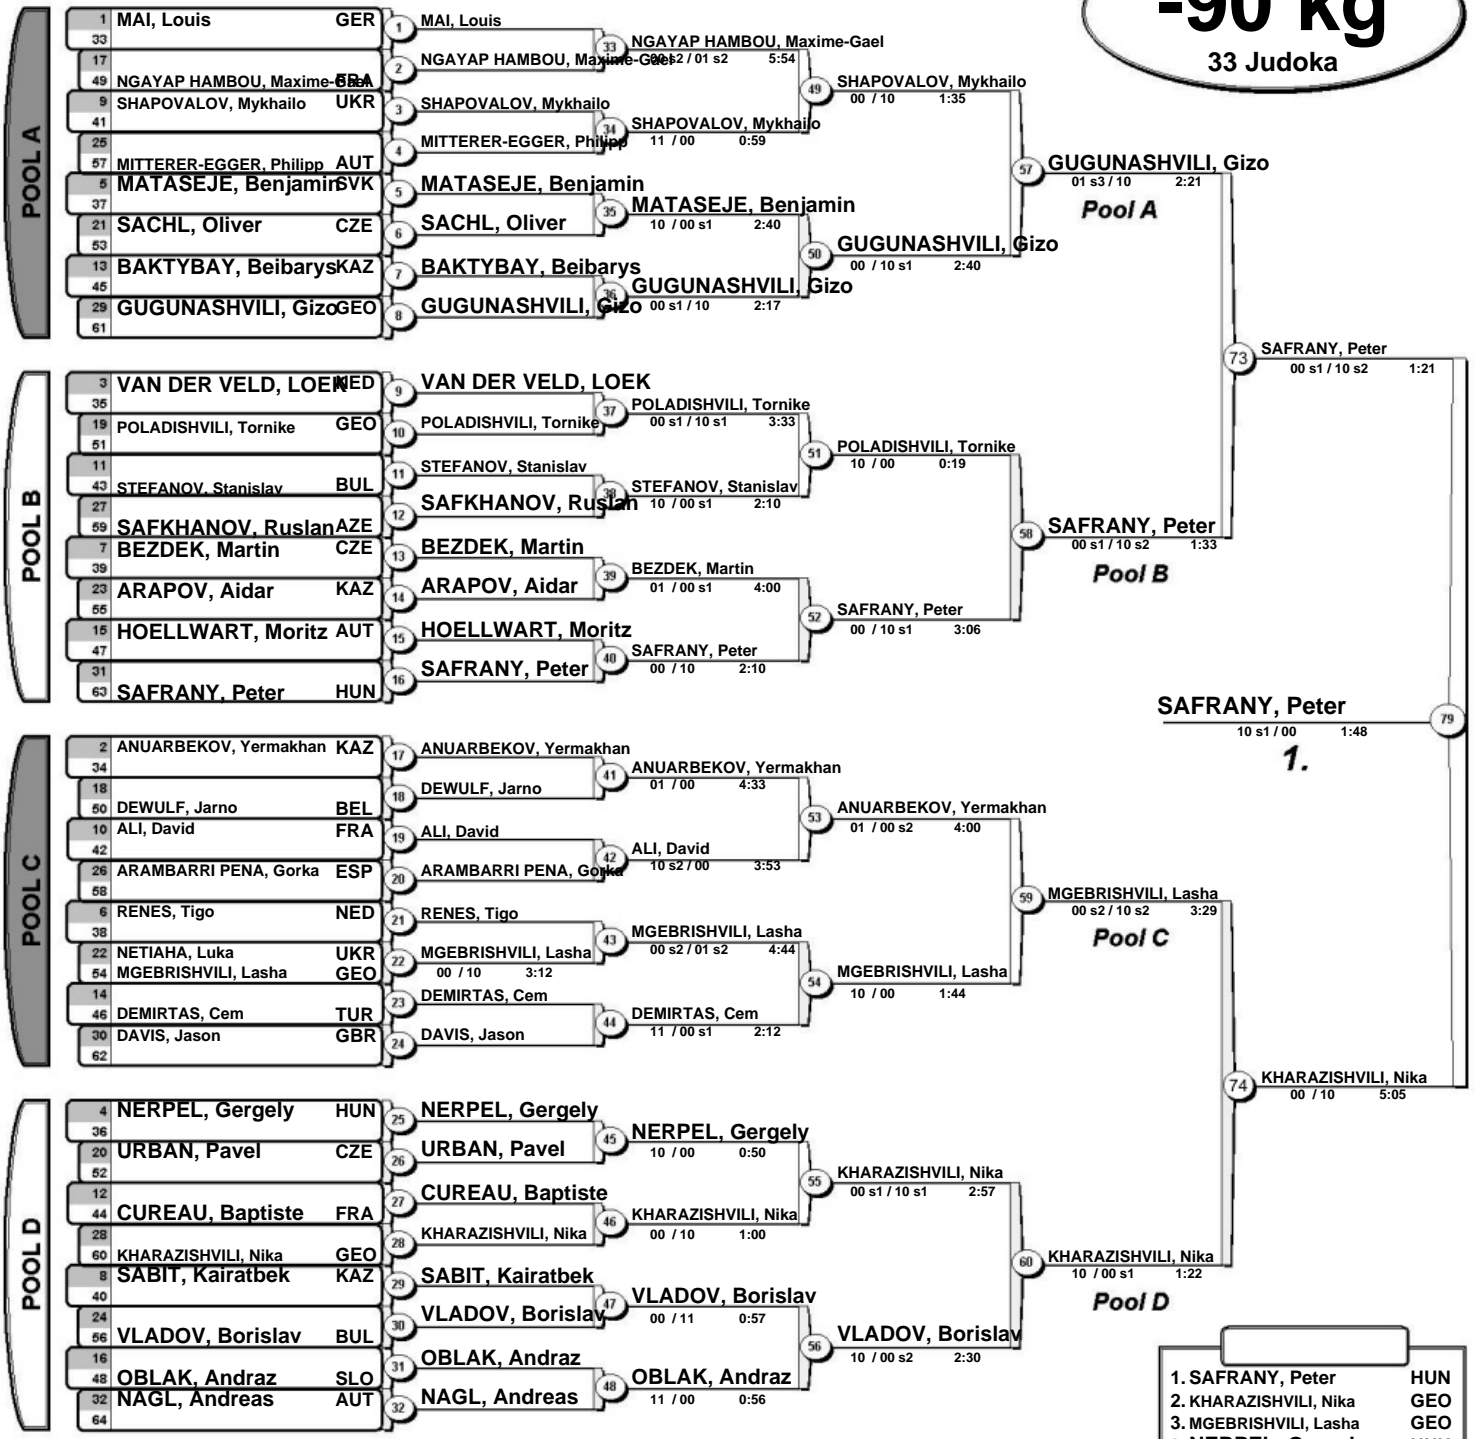 -90 kg
33 Judoka
POOL A
1 MAI, Louis GER
33
17
49 NGAYAP HAMBOU, Maxime-Gael FRA
9 SHAPOVALOV, Mykhailo UKR
41
25
57 MITTERER-EGGER, Philipp AUT
5 MATASEJE, Benjamin SVK
37
21 SACHL, Oliver CZE
53
13 BAKTYBAY, Beibarys KAZ
45
29 GUGUNASHVILI, Gizo GEO
61
1 MAI, Louis
2 NGAYAP HAMBOU, Maxime-Gael
3 SHAPOVALOV, Mykhailo
4 MITTERER-EGGER, Philipp
5 MATASEJE, Benjamin
6 SACHL, Oliver
7 BAKTYBAY, Beibarys
8 GUGUNASHVILI, Gizo
33 NGAYAP HAMBOU, Maxime-Gael
00 s2 / 01 s2 5:54
34 SHAPOVALOV, Mykhailo
11 / 00 0:59
35 MATASEJE, Benjamin
10 / 00 s1 2:40
36 GUGUNASHVILI, Gizo
00 s1 / 10 2:17
49 SHAPOVALOV, Mykhailo
00 / 10 1:35
50 GUGUNASHVILI, Gizo
00 / 10 s1 2:40
57 GUGUNASHVILI, Gizo
01 s3 / 10 2:21
Pool A
POOL B
3 VAN DER VELD, LOEK NED
35
19 POLADISHVILI, Tornike GEO
51
11
43 STEFANOV, Stanislav BUL
27
59 SAFKHANOV, Ruslan AZE
7 BEZDEK, Martin CZE
39
23 ARAPOV, Aidar KAZ
55
15 HOELLWART, Moritz AUT
47
31
63 SAFRANY, Peter HUN
9 VAN DER VELD, LOEK
10 POLADISHVILI, Tornike
11 STEFANOV, Stanislav
12 SAFKHANOV, Ruslan
13 BEZDEK, Martin
14 ARAPOV, Aidar
15 HOELLWART, Moritz
16 SAFRANY, Peter
37 POLADISHVILI, Tornike
00 s1 / 10 s1 3:33
38 STEFANOV, Stanislav
10 / 00 s1 2:10
39 BEZDEK, Martin
01 / 00 s1 4:00
40 SAFRANY, Peter
00 / 10 2:10
51 POLADISHVILI, Tornike
10 / 00 0:19
52 SAFRANY, Peter
00 / 10 s1 3:06
58 SAFRANY, Peter
00 s1 / 10 s2 1:33
Pool B
73 SAFRANY, Peter
00 s1 / 10 s2 1:21
SAFRANY, Peter 79
10 s1 / 00 1:48
1.
POOL C
2 ANUARBEKOV, Yermakhan KAZ
34
18
50 DEWULF, Jarno BEL
10 ALI, David FRA
42
26 ARAMBARRI PENA, Gorka ESP
58
6 RENES, Tigo NED
38
22 NETIAHA, Luka UKR
54 MGEBRISHVILI, Lasha GEO
14
46 DEMIRTAS, Cem TUR
30 DAVIS, Jason GBR
62
17 ANUARBEKOV, Yermakhan
18 DEWULF, Jarno
19 ALI, David
20 ARAMBARRI PENA, Gorka
21 RENES, Tigo
22 MGEBRISHVILI, Lasha
00 / 10 3:12
23 DEMIRTAS, Cem
24 DAVIS, Jason
41 ANUARBEKOV, Yermakhan
01 / 00 4:33
42 ALI, David
10 s2 / 00 3:53
43 MGEBRISHVILI, Lasha
00 s2 / 01 s2 4:44
44 DEMIRTAS, Cem
11 / 00 s1 2:12
53 ANUARBEKOV, Yermakhan
01 / 00 s2 4:00
54 MGEBRISHVILI, Lasha
10 / 00 1:44
59 MGEBRISHVILI, Lasha
00 s2 / 10 s2 3:29
Pool C
74 KHARAZISHVILI, Nika
00 / 10 5:05
POOL D
4 NERPEL, Gergely HUN
36
20 URBAN, Pavel CZE
52
12
44 CUREAU, Baptiste FRA
28
60 KHARAZISHVILI, Nika GEO
8 SABIT, Kairatbek KAZ
40
24
56 VLADOV, Borislav BUL
16
48 OBLAK, Andraz SLO
32 NAGL, Andreas AUT
64
25 NERPEL, Gergely
26 URBAN, Pavel
27 CUREAU, Baptiste
28 KHARAZISHVILI, Nika
29 SABIT, Kairatbek
30 VLADOV, Borislav
31 OBLAK, Andraz
32 NAGL, Andreas
45 NERPEL, Gergely
10 / 00 0:50
46 KHARAZISHVILI, Nika
00 / 10 1:00
47 VLADOV, Borislav
00 / 11 0:57
48 OBLAK, Andraz
11 / 00 0:56
55 KHARAZISHVILI, Nika
00 s1 / 10 s1 2:57
56 VLADOV, Borislav
10 / 00 s2 2:30
60 KHARAZISHVILI, Nika
10 / 00 s1 1:22
Pool D
1. SAFRANY, Peter HUN
2. KHARAZISHVILI, Nika GEO
3. MGEBRISHVILI, Lasha GEO